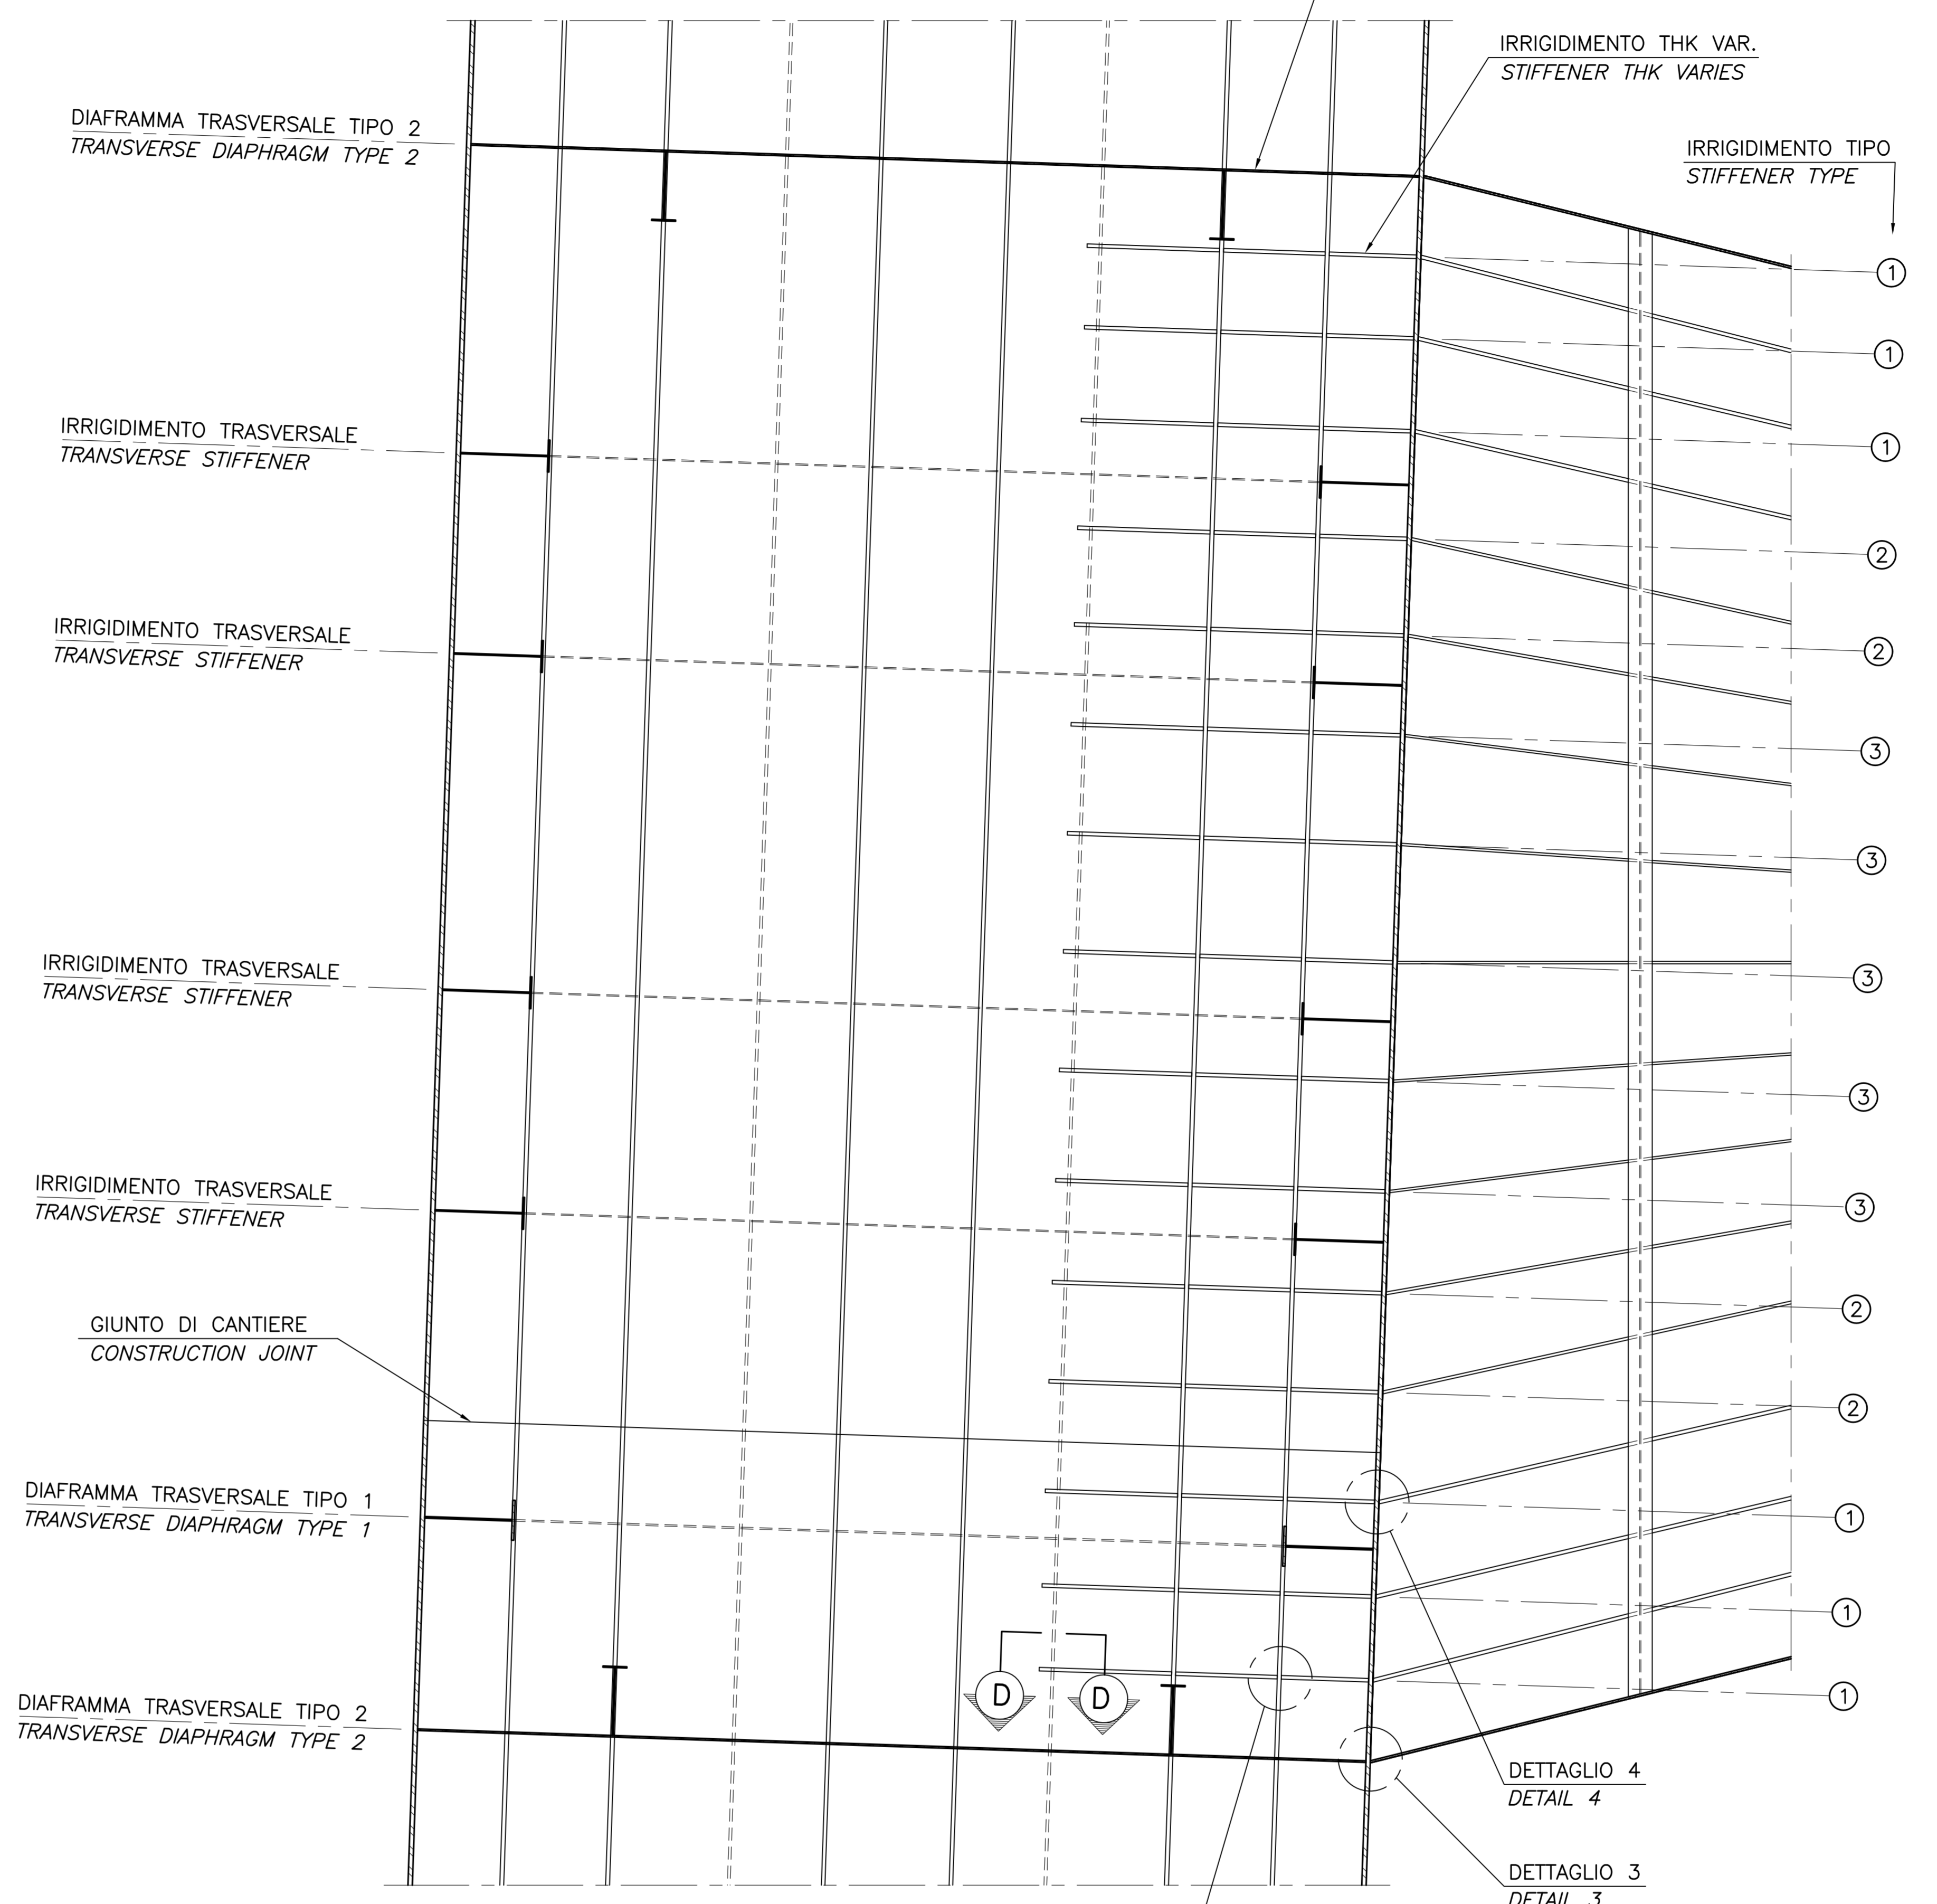 IRRIGIDIMENTO THK VAR.
STIFFENER THK VARIES
DIAFRAMMA TRASVERSALE TIPO 2
TRANSVERSE DIAPHRAGM TYPE 2
IRRIGIDIMENTO TIPO
STIFFENER TYPE
1
1
IRRIGIDIMENTO TRASVERSALE
TRANSVERSE STIFFENER
1
2
IRRIGIDIMENTO TRASVERSALE
TRANSVERSE STIFFENER
2
3
3
IRRIGIDIMENTO TRASVERSALE
TRANSVERSE STIFFENER
3
3
IRRIGIDIMENTO TRASVERSALE
TRANSVERSE STIFFENER
3
2
GIUNTO DI CANTIERE
CONSTRUCTION JOINT
2
DIAFRAMMA TRASVERSALE TIPO 1
TRANSVERSE DIAPHRAGM TYPE 1
1
1
D D
1
DIAFRAMMA TRASVERSALE TIPO 2
TRANSVERSE DIAPHRAGM TYPE 2
DETTAGLIO 4
DETAIL 4
DETTAGLIO 3
DETAIL 3